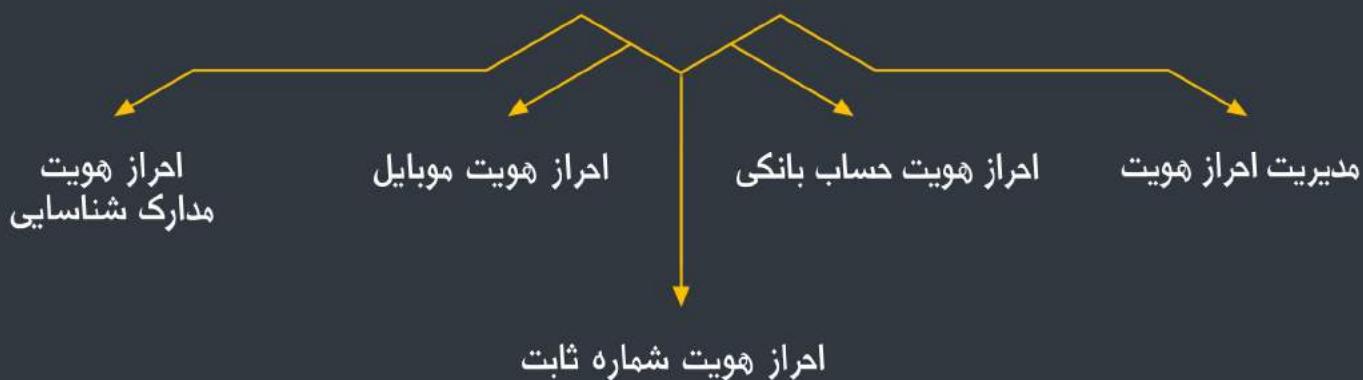 مدیریت احراز هویت
احراز هویت حساب بانکی
احراز هویت موبایل
احراز هویت
مدارک شناسایی
احراز هویت شماره ثابت